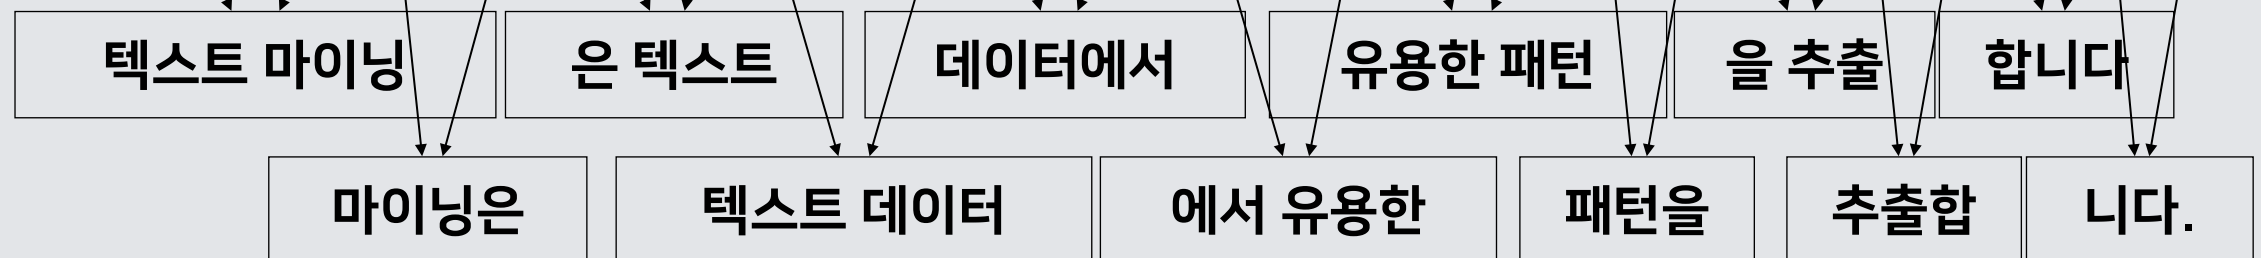 텍스트 마이닝 은 텍스트 데이터에서 유용한 패턴 을 추출 합니다
마이닝은 텍스트 데이터 에서 유용한 패턴을 추출합 니다.